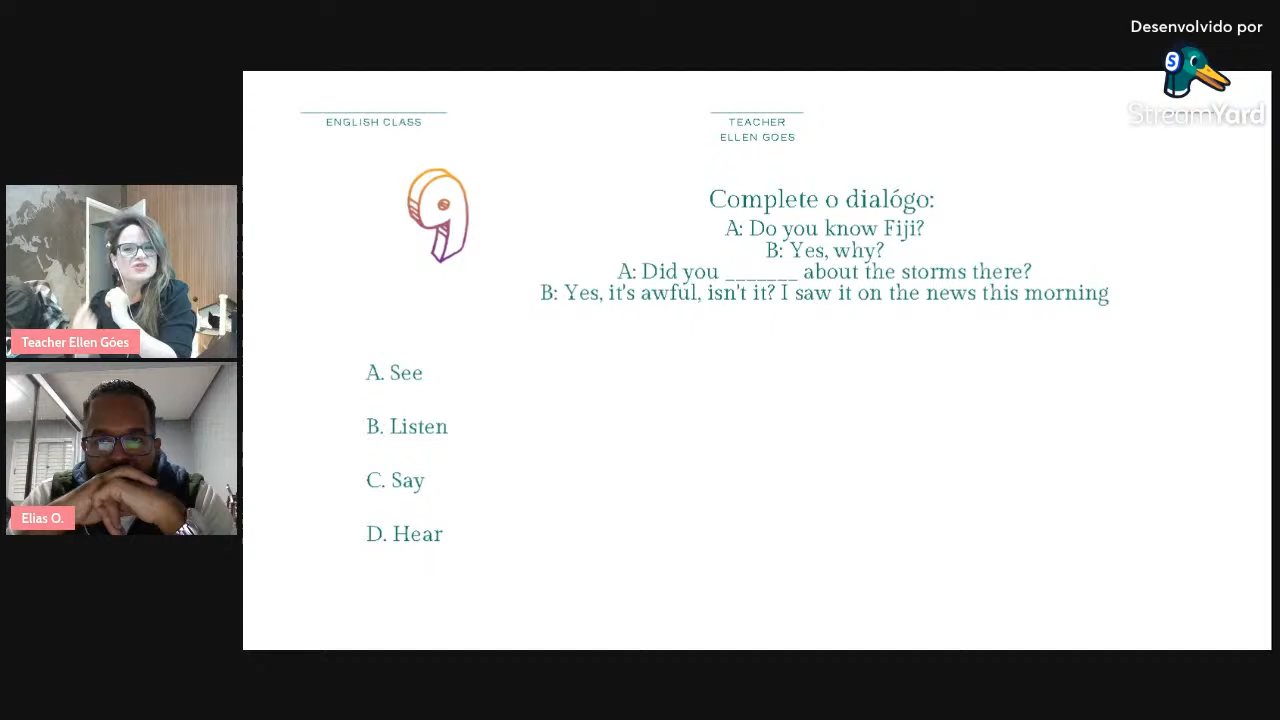 Desenvolvido por
S
StreamYard
ENGLISH CLASS
TEACHER
ELLEN GOES
9
Complete o dialógo:
A: Do you know Fiji?
B: Yes, why?
A: Did you _______ about the storms there?
B: Yes, it's awful, isn't it? I saw it on the news this morning
A. See
B. Listen
C. Say
D. Hear
Teacher Ellen Góes
Elias O.